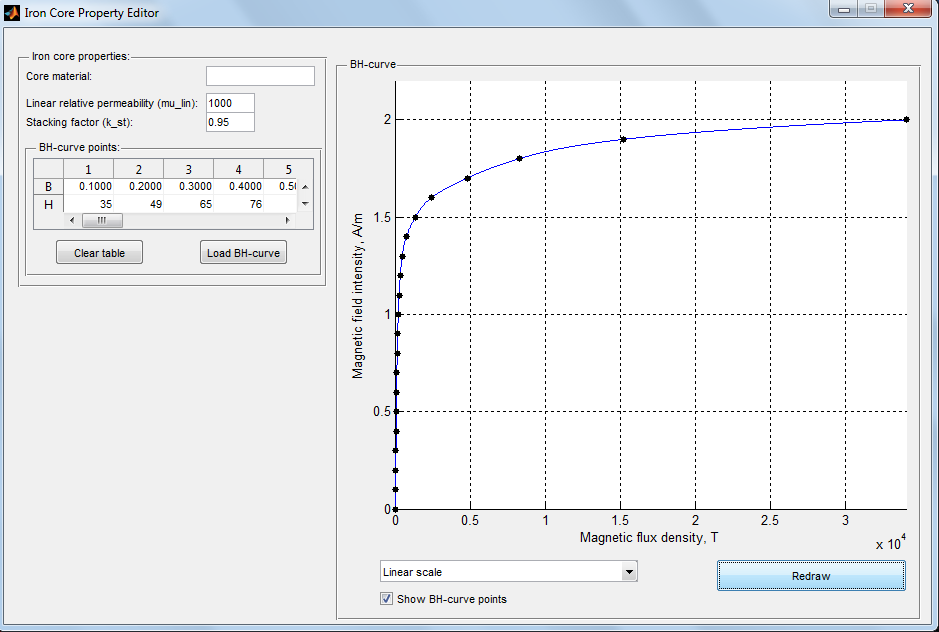 Iron Core Property Editor
Iron core properties:
Core material:
Linear relative permeability (mu_lin): 1000
Stacking factor (k_st): 0.95
BH-curve points:
1 2 3 4 5
B 0.1000 0.2000 0.3000 0.4000
H 35 49 65 76
Clear table Load BH-curve
BH-curve
Magnetic field intensity, A/m
2
1.5
1
0.5
0
0 0.5 1 1.5 2 2.5 3
Magnetic flux density, T
x 10^4
Linear scale
Redraw
Show BH-curve points